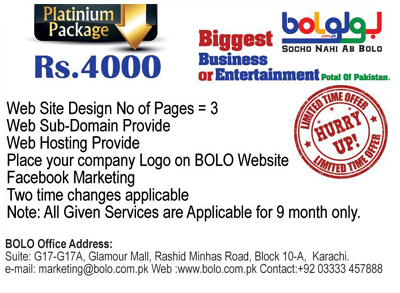 Platinium
Package
Rs.4000
bolo لو بولو
.com.pk
SOCHO NAHI AB BOLO
Biggest
Business
or Entertainment Potal Of Pakistan.
Web Site Design No of Pages = 3
Web Sub-Domain Provide
Web Hosting Provide
Place your company Logo on BOLO Website
Facebook Marketing
Two time changes applicable
Note: All Given Services are Applicable for 9 month only.
LIMITED TIME OFFER
HURRY
UP!
LIMITED TIME OFFER
BOLO Office Address:
Suite: G17-G17A, Glamour Mall, Rashid Minhas Road, Block 10-A, Karachi.
e-mail: marketing@bolo.com.pk Web :www.bolo.com.pk Contact:+92 03333 457888